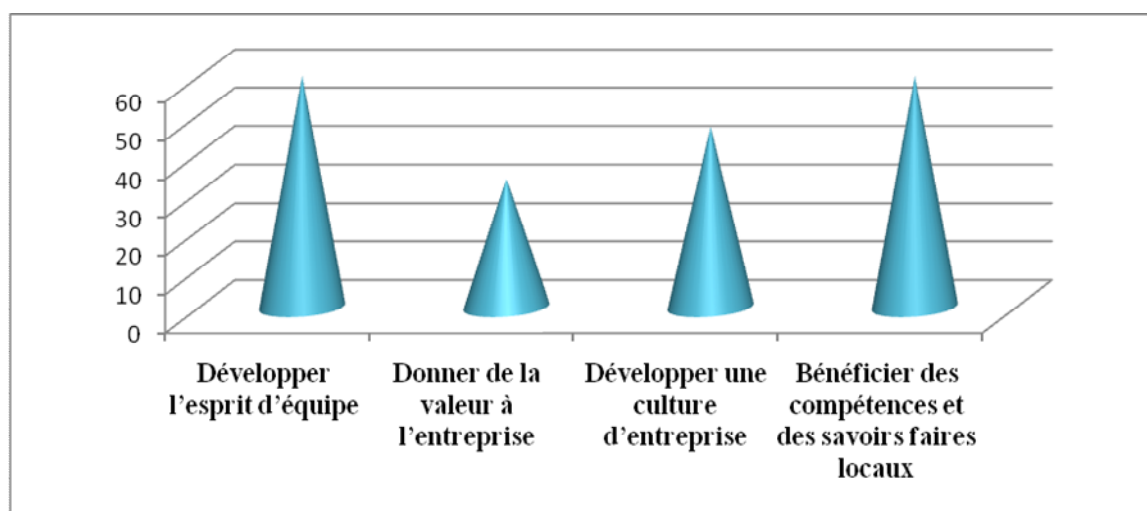 60
50
40
30
20
10
0
Développer
l’esprit d’équipe
Donner de la
valeur à
l’entreprise
Développer une
culture
d’entreprise
Bénéficier des
compétences et
des savoirs faires
locaux